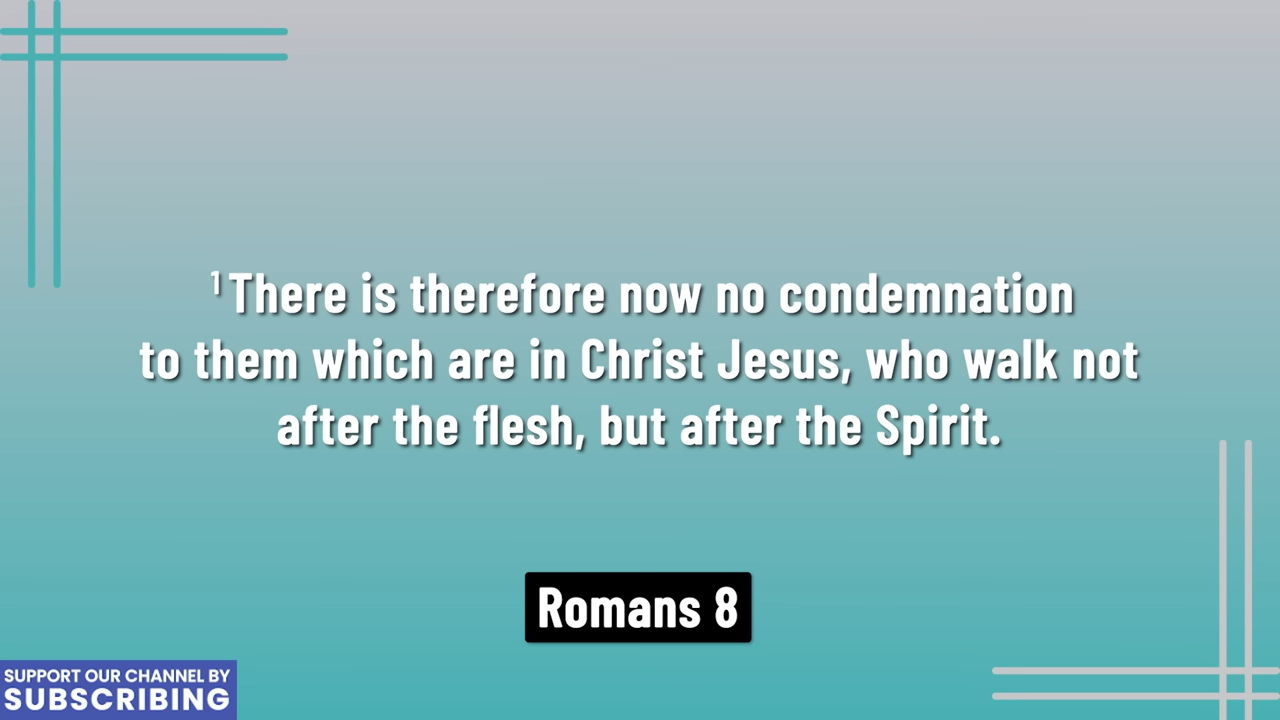 1 There is therefore now no condemnation
to them which are in Christ Jesus, who walk not
after the flesh, but after the Spirit.
Romans 8
SUPPORT OUR CHANNEL BY
SUBSCRIBING